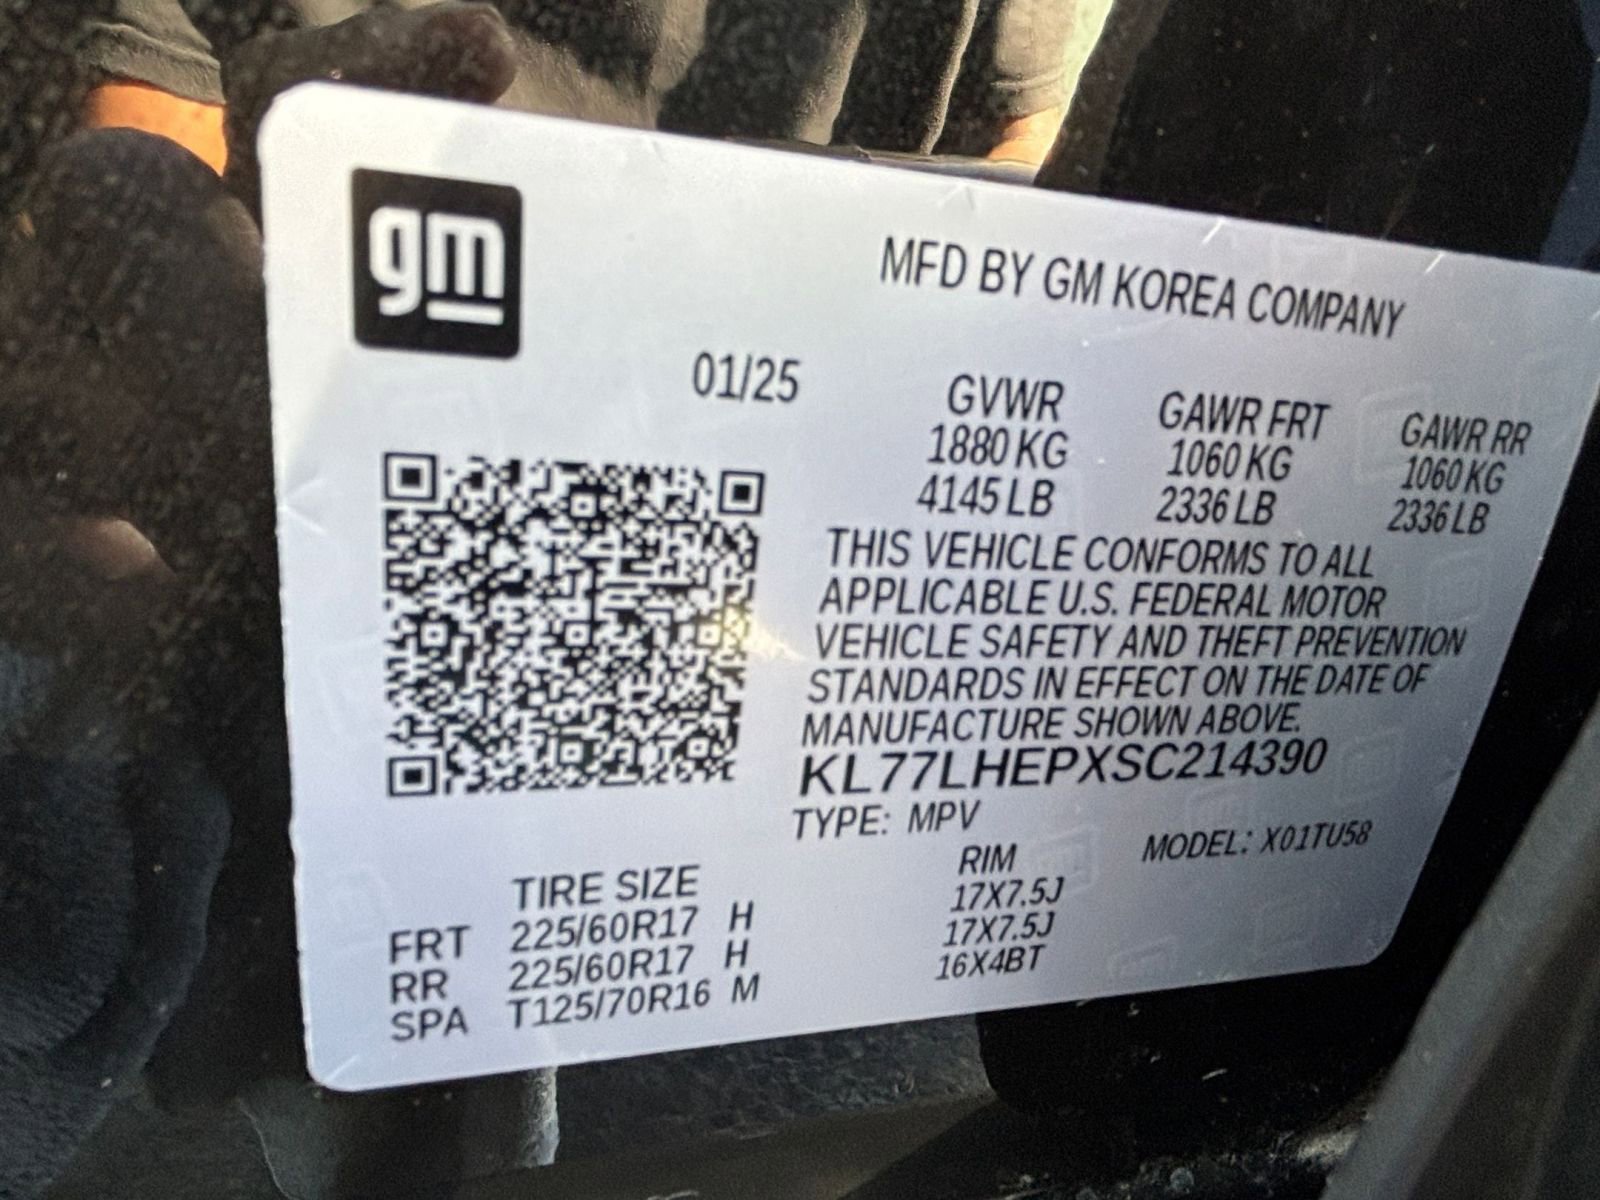 gm
MFD BY GM KOREA COMPANY
01/25
GVWR GAWR FRT GAWR RR
1880 KG 1060 KG 1060 KG
4145 LB 2336 LB 2336 LB
THIS VEHICLE CONFORMS TO ALL
APPLICABLE U.S. FEDERAL MOTOR
VEHICLE SAFETY AND THEFT PREVENTION
STANDARDS IN EFFECT ON THE DATE OF
MANUFACTURE SHOWN ABOVE.
KL77LHEPXSC214390
TYPE: MPV MODEL: X01TU58
TIRE SIZE RIM
FRT 225/60R17 H 17X7.5J
RR 225/60R17 H 17X7.5J
SPA T125/70R16 M 16X4BT